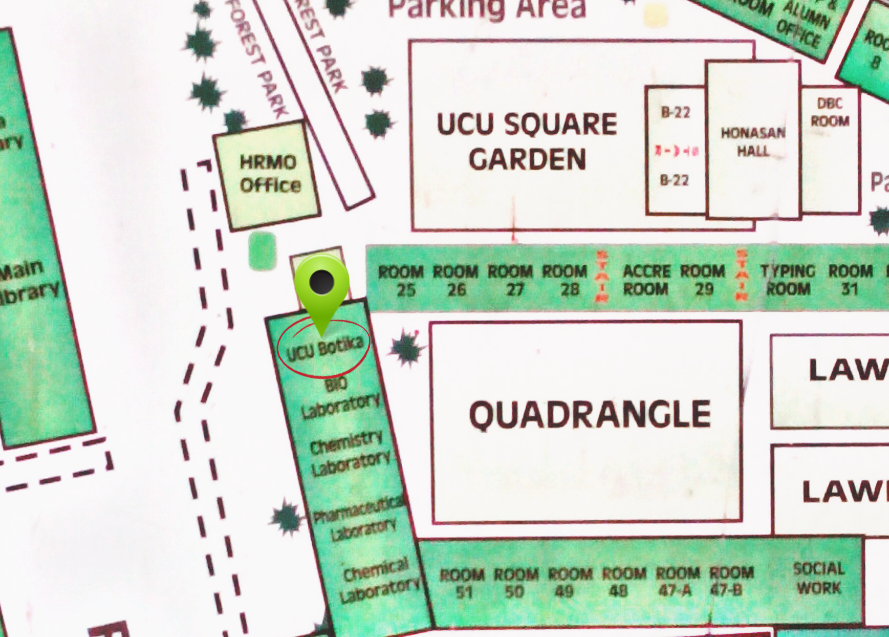 Parking Area
FOREST PARK
REST PARK
&
ALUMN
OFFICE
ROOM
B
UCU SQUARE
GARDEN
B-22
B-22
HONASAN
HALL
DBC
ROOM
HRMO
Office
Main
ROOM
25
ROOM
26
ROOM
27
ROOM
28
STAIR
ACCRE
ROOM
ROOM
29
STAIR
TYPING
ROOM
ROOM
31
UCU Botika
BIO
Laboratory
Chemistry
Laboratory
Pharmaceutical
Laboratory
Chemical
Laboratory
QUADRANGLE
LAW
LAW
ROOM
51
ROOM
50
ROOM
49
ROOM
48
ROOM
47-A
ROOM
47-B
SOCIAL
WORK